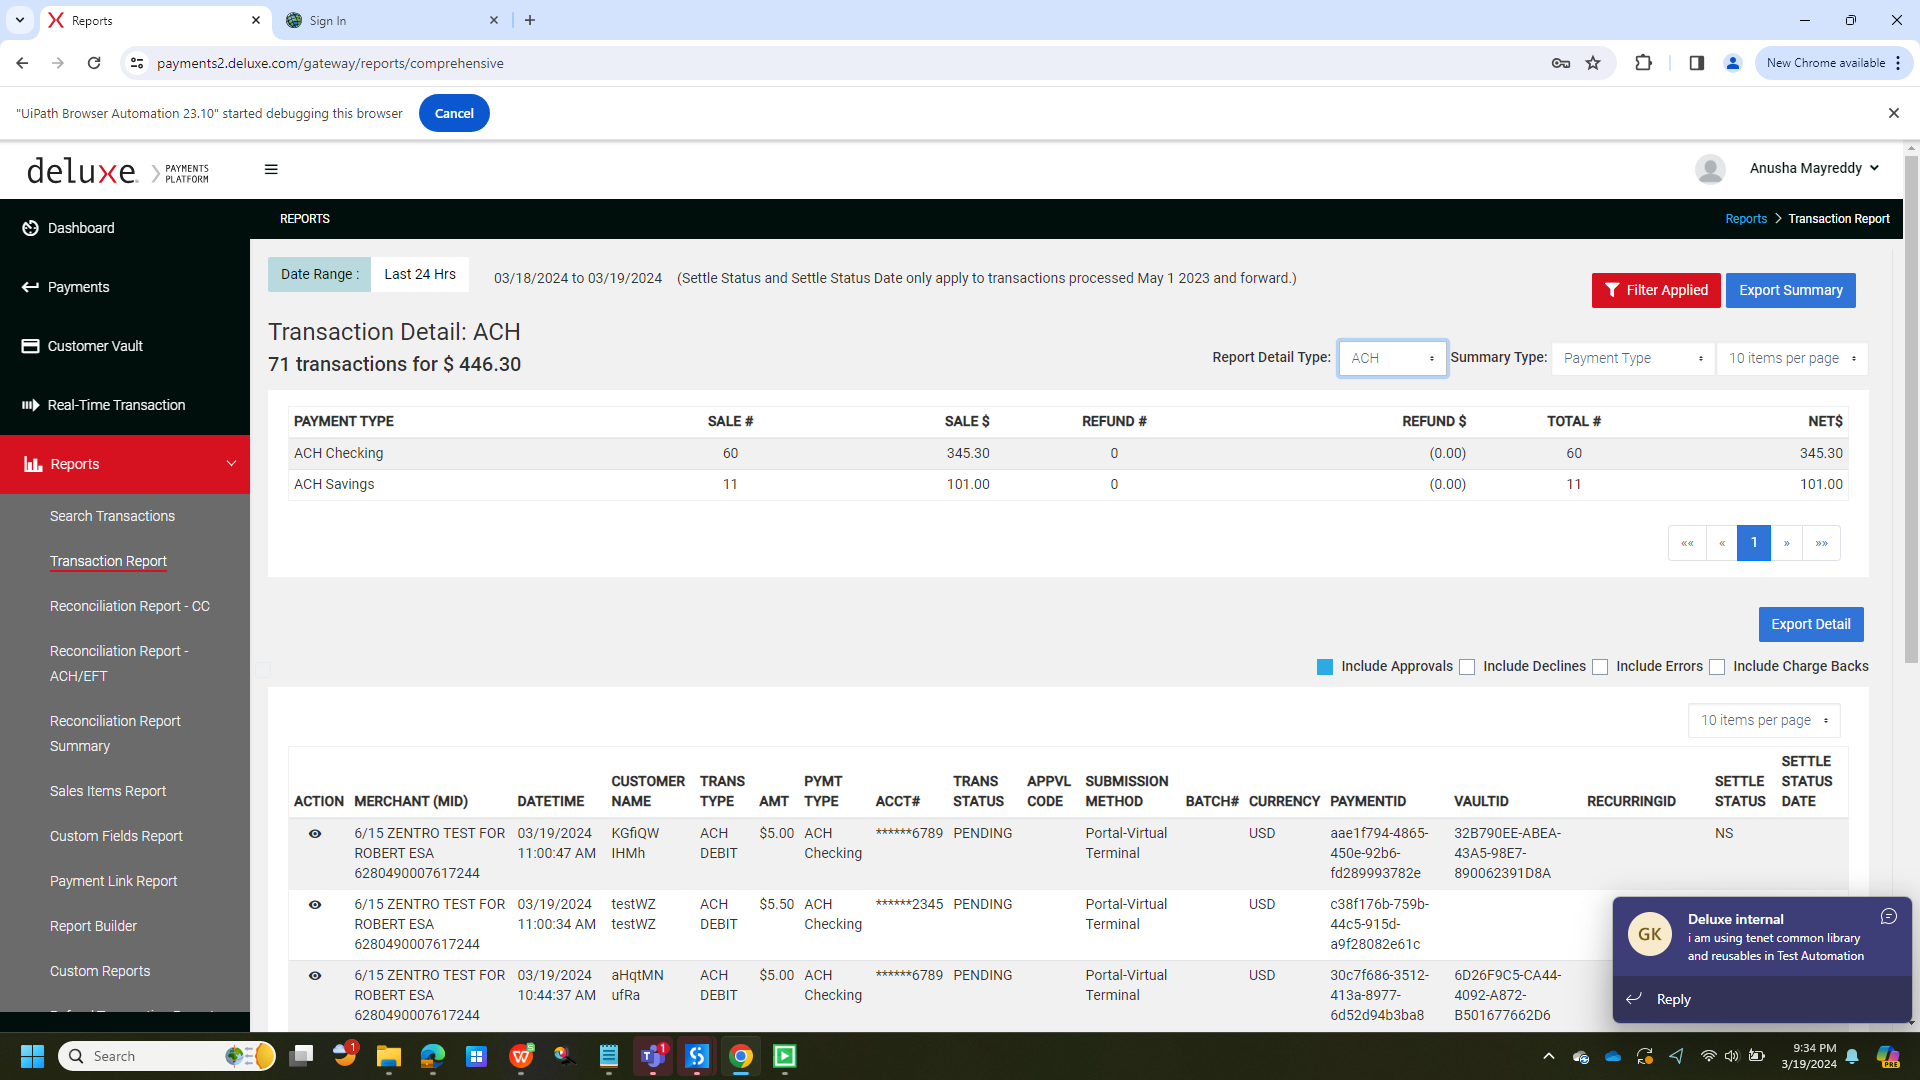 Reports
Sign In
payments2.deluxe.com/gateway/reports/comprehensive
New Chrome available
"UiPath Browser Automation 23.10" started debugging this browser
Cancel
deluxe. PAYMENTS PLATFORM
Anusha Mayreddy
REPORTS
Reports > Transaction Report
Dashboard
Payments
Customer Vault
Real-Time Transaction
Reports
Search Transactions
Transaction Report
Reconciliation Report - CC
Reconciliation Report -
ACH/EFT
Reconciliation Report
Summary
Sales Items Report
Custom Fields Report
Payment Link Report
Report Builder
Custom Reports
Date Range : Last 24 Hrs 03/18/2024 to 03/19/2024 (Settle Status and Settle Status Date only apply to transactions processed May 1 2023 and forward.)
Filter Applied Export Summary
Transaction Detail: ACH
71 transactions for $ 446.30
Report Detail Type: ACH Summary Type: Payment Type 10 items per page
PAYMENT TYPE SALE # SALE $ REFUND # REFUND $ TOTAL # NET$
ACH Checking 60 345.30 0 (0.00) 60 345.30
ACH Savings 11 101.00 0 (0.00) 11 101.00
«« « 1 » »»
Export Detail
Include Approvals Include Declines Include Errors Include Charge Backs
10 items per page
ACTION MERCHANT (MID) DATETIME CUSTOMER NAME TRANS TYPE AMT PYMT TYPE ACCT# TRANS STATUS APPVL CODE SUBMISSION METHOD BATCH# CURRENCY PAYMENTID VAULTID RECURRINGID SETTLE STATUS SETTLE STATUS DATE
6/15 ZENTRO TEST FOR 03/19/2024 KGfiQW ACH $5.00 ACH ******6789 PENDING Portal-Virtual USD aae1f794-4865- 32B790EE-ABEA- NS
ROBERT ESA 11:00:47 AM IHMh DEBIT Checking Terminal 450e-92b6- 43A5-98E7-
6280490007617244 fd289993782e 890062391D8A
6/15 ZENTRO TEST FOR 03/19/2024 testWZ ACH $5.50 ACH ******2345 PENDING Portal-Virtual USD c38f176b-759b-
ROBERT ESA 11:00:34 AM testWZ DEBIT Checking Terminal 44c5-915d-
6280490007617244 a9f28082e61c
6/15 ZENTRO TEST FOR 03/19/2024 aHqtMN ACH $5.00 ACH ******6789 PENDING Portal-Virtual USD 30c7f686-3512- 6D26F9C5-CA44-
ROBERT ESA 10:44:37 AM ufRa DEBIT Checking Terminal 413a-8977- 4092-A872-
6280490007617244 6d52d94b3ba8 B501677662D6
GK
Deluxe internal
i am using tenet common library
and reusables in Test Automation
Reply
Search
9:34 PM
3/19/2024